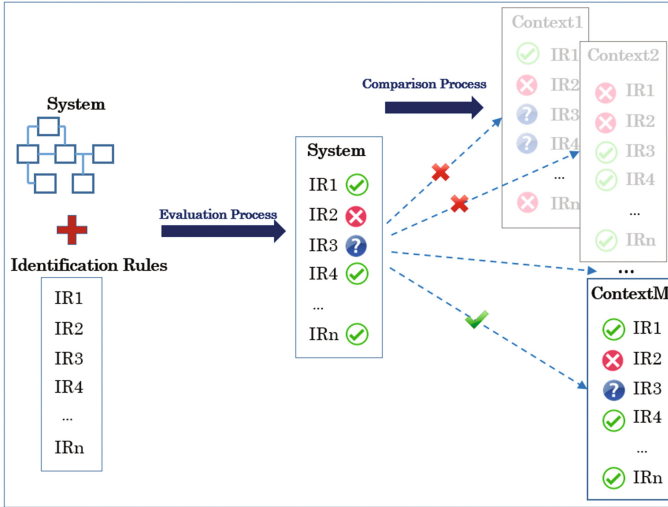 System
Identification Rules
IR1
IR2
IR3
IR4
...
IRn
Evaluation Process
System
IR1
IR2
IR3
IR4
...
IRn
Comparison Process
Context1
IR1
IR2
IR3
IR4
...
IRn
Context2
IR1
IR2
IR3
IR4
...
IRn
...
ContextM
IR1
IR2
IR3
IR4
...
IRn